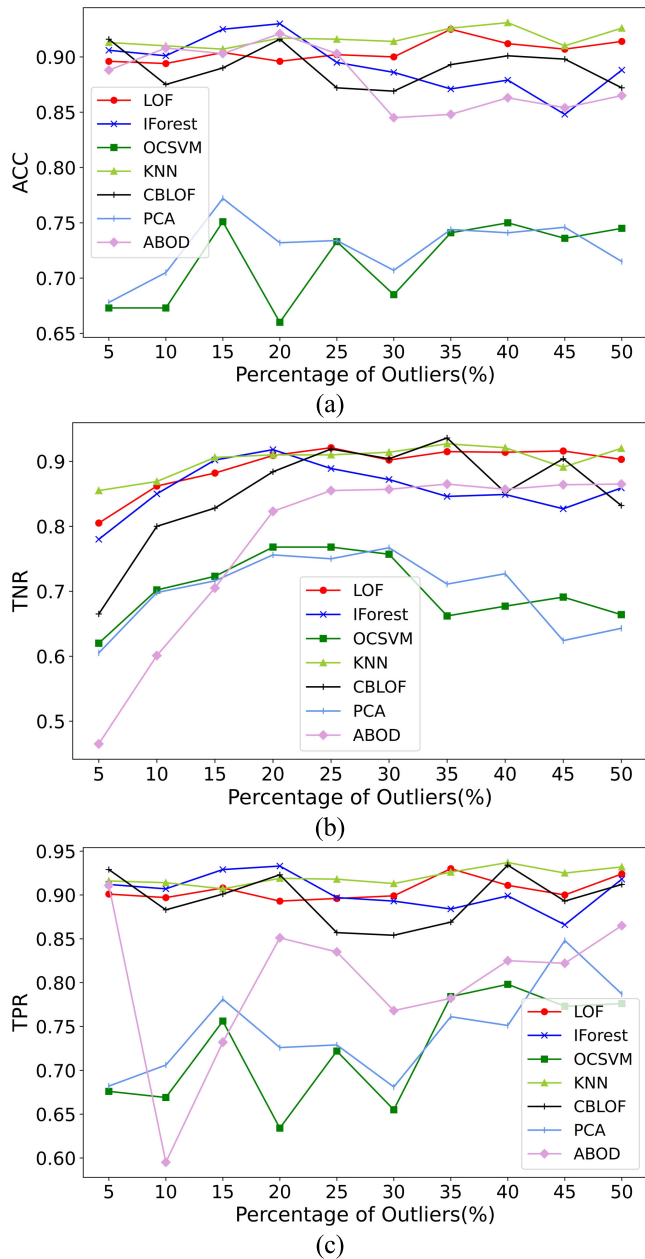 0.90
0.85
0.80
0.75
0.70
0.65
ACC
LOF
IForest
OCSVM
KNN
CBLOF
PCA
ABOD
5 10 15 20 25 30 35 40 45 50
Percentage of Outliers(%)
(a)
0.9
0.8
0.7
0.6
0.5
TNR
LOF
IForest
OCSVM
KNN
CBLOF
PCA
ABOD
5 10 15 20 25 30 35 40 45 50
Percentage of Outliers(%)
(b)
0.95
0.90
0.85
0.80
0.75
0.70
0.65
0.60
TPR
LOF
IForest
OCSVM
KNN
CBLOF
PCA
ABOD
5 10 15 20 25 30 35 40 45 50
Percentage of Outliers(%)
(c)